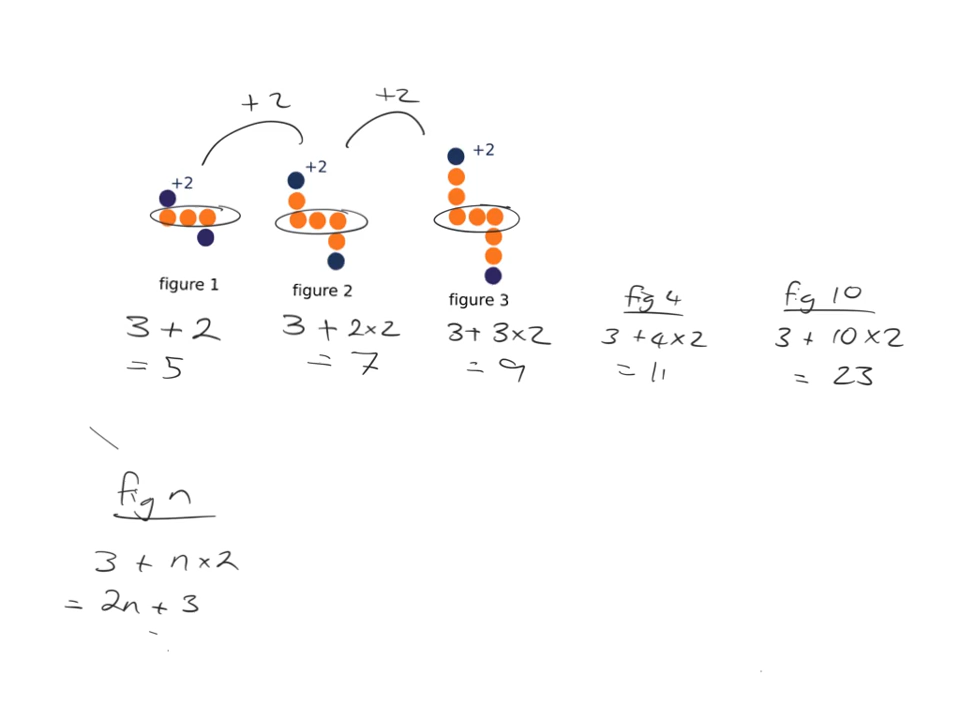 +2 +2
+2 +2 +2
figure 1 figure 2 figure 3
3 + 2 3 + 2×2 3 + 3×2
= 5 = 7 = 9
fig 4
3 + 4×2
= 11
fig 10
3 + 10×2
= 23
fig n
3 + n×2
= 2n + 3